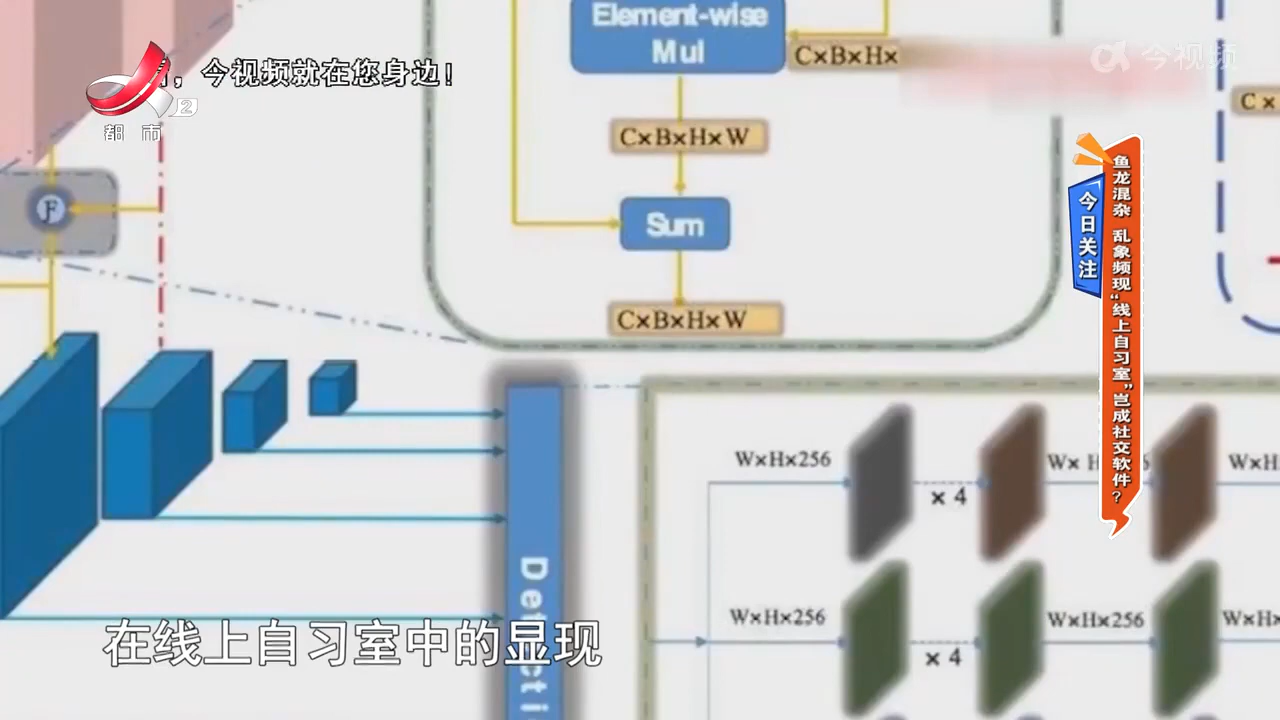 Element-wise
Mul
C×B×H×
今视频
，今视频就在您身边！
2
都市
C×B×H×W
C×
F
Sum
C×B×H×W
今日关注
鱼龙混杂 乱象频现“线上自习室”岂成社交软件？
W×H×256
W× H
W×H
× 4
Detecti
W×H×256
W×H×256
W×H
× 4
在线上自习室中的显现